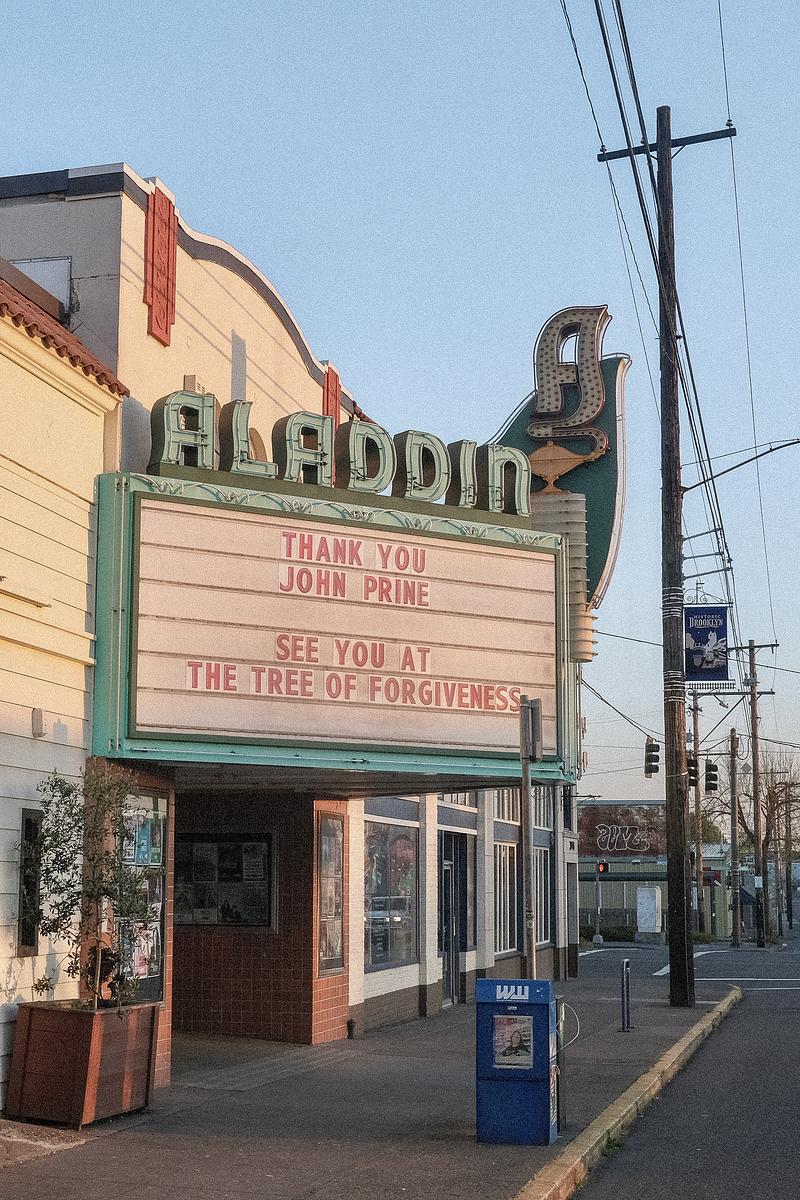 ALADDIN
A
THANK YOU
JOHN PRINE
SEE YOU AT
THE TREE OF FORGIVENESS
HISTORIC
BROOKLYN
WW